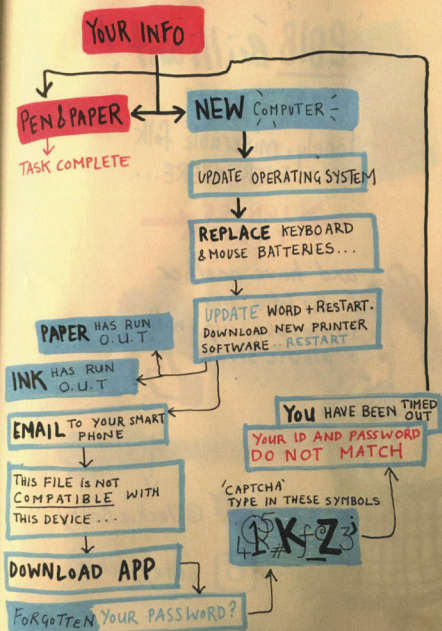 YOUR INFO
PEN & PAPER
TASK COMPLETE
NEW COMPUTER
UPDATE OPERATING SYSTEM
REPLACE KEYBOARD
& MOUSE BATTERIES...
UPDATE WORD + RESTART.
DOWNLOAD NEW PRINTER
SOFTWARE.. RESTART
PAPER HAS RUN
O.U.T
INK HAS RUN
O.U.T
EMAIL TO YOUR SMART
PHONE
THIS FILE iS NOT
COMPATIBLE WITH
THIS DEVICE...
DOWNLOAD APP
FORGOTTEN YOUR PASSWORD?
'CAPTCHA'
TYPE IN THESE SYMBOLS
YOUR ID AND PASSWORD
DO NOT MATCH
YOU HAVE BEEN TIMED
OUT